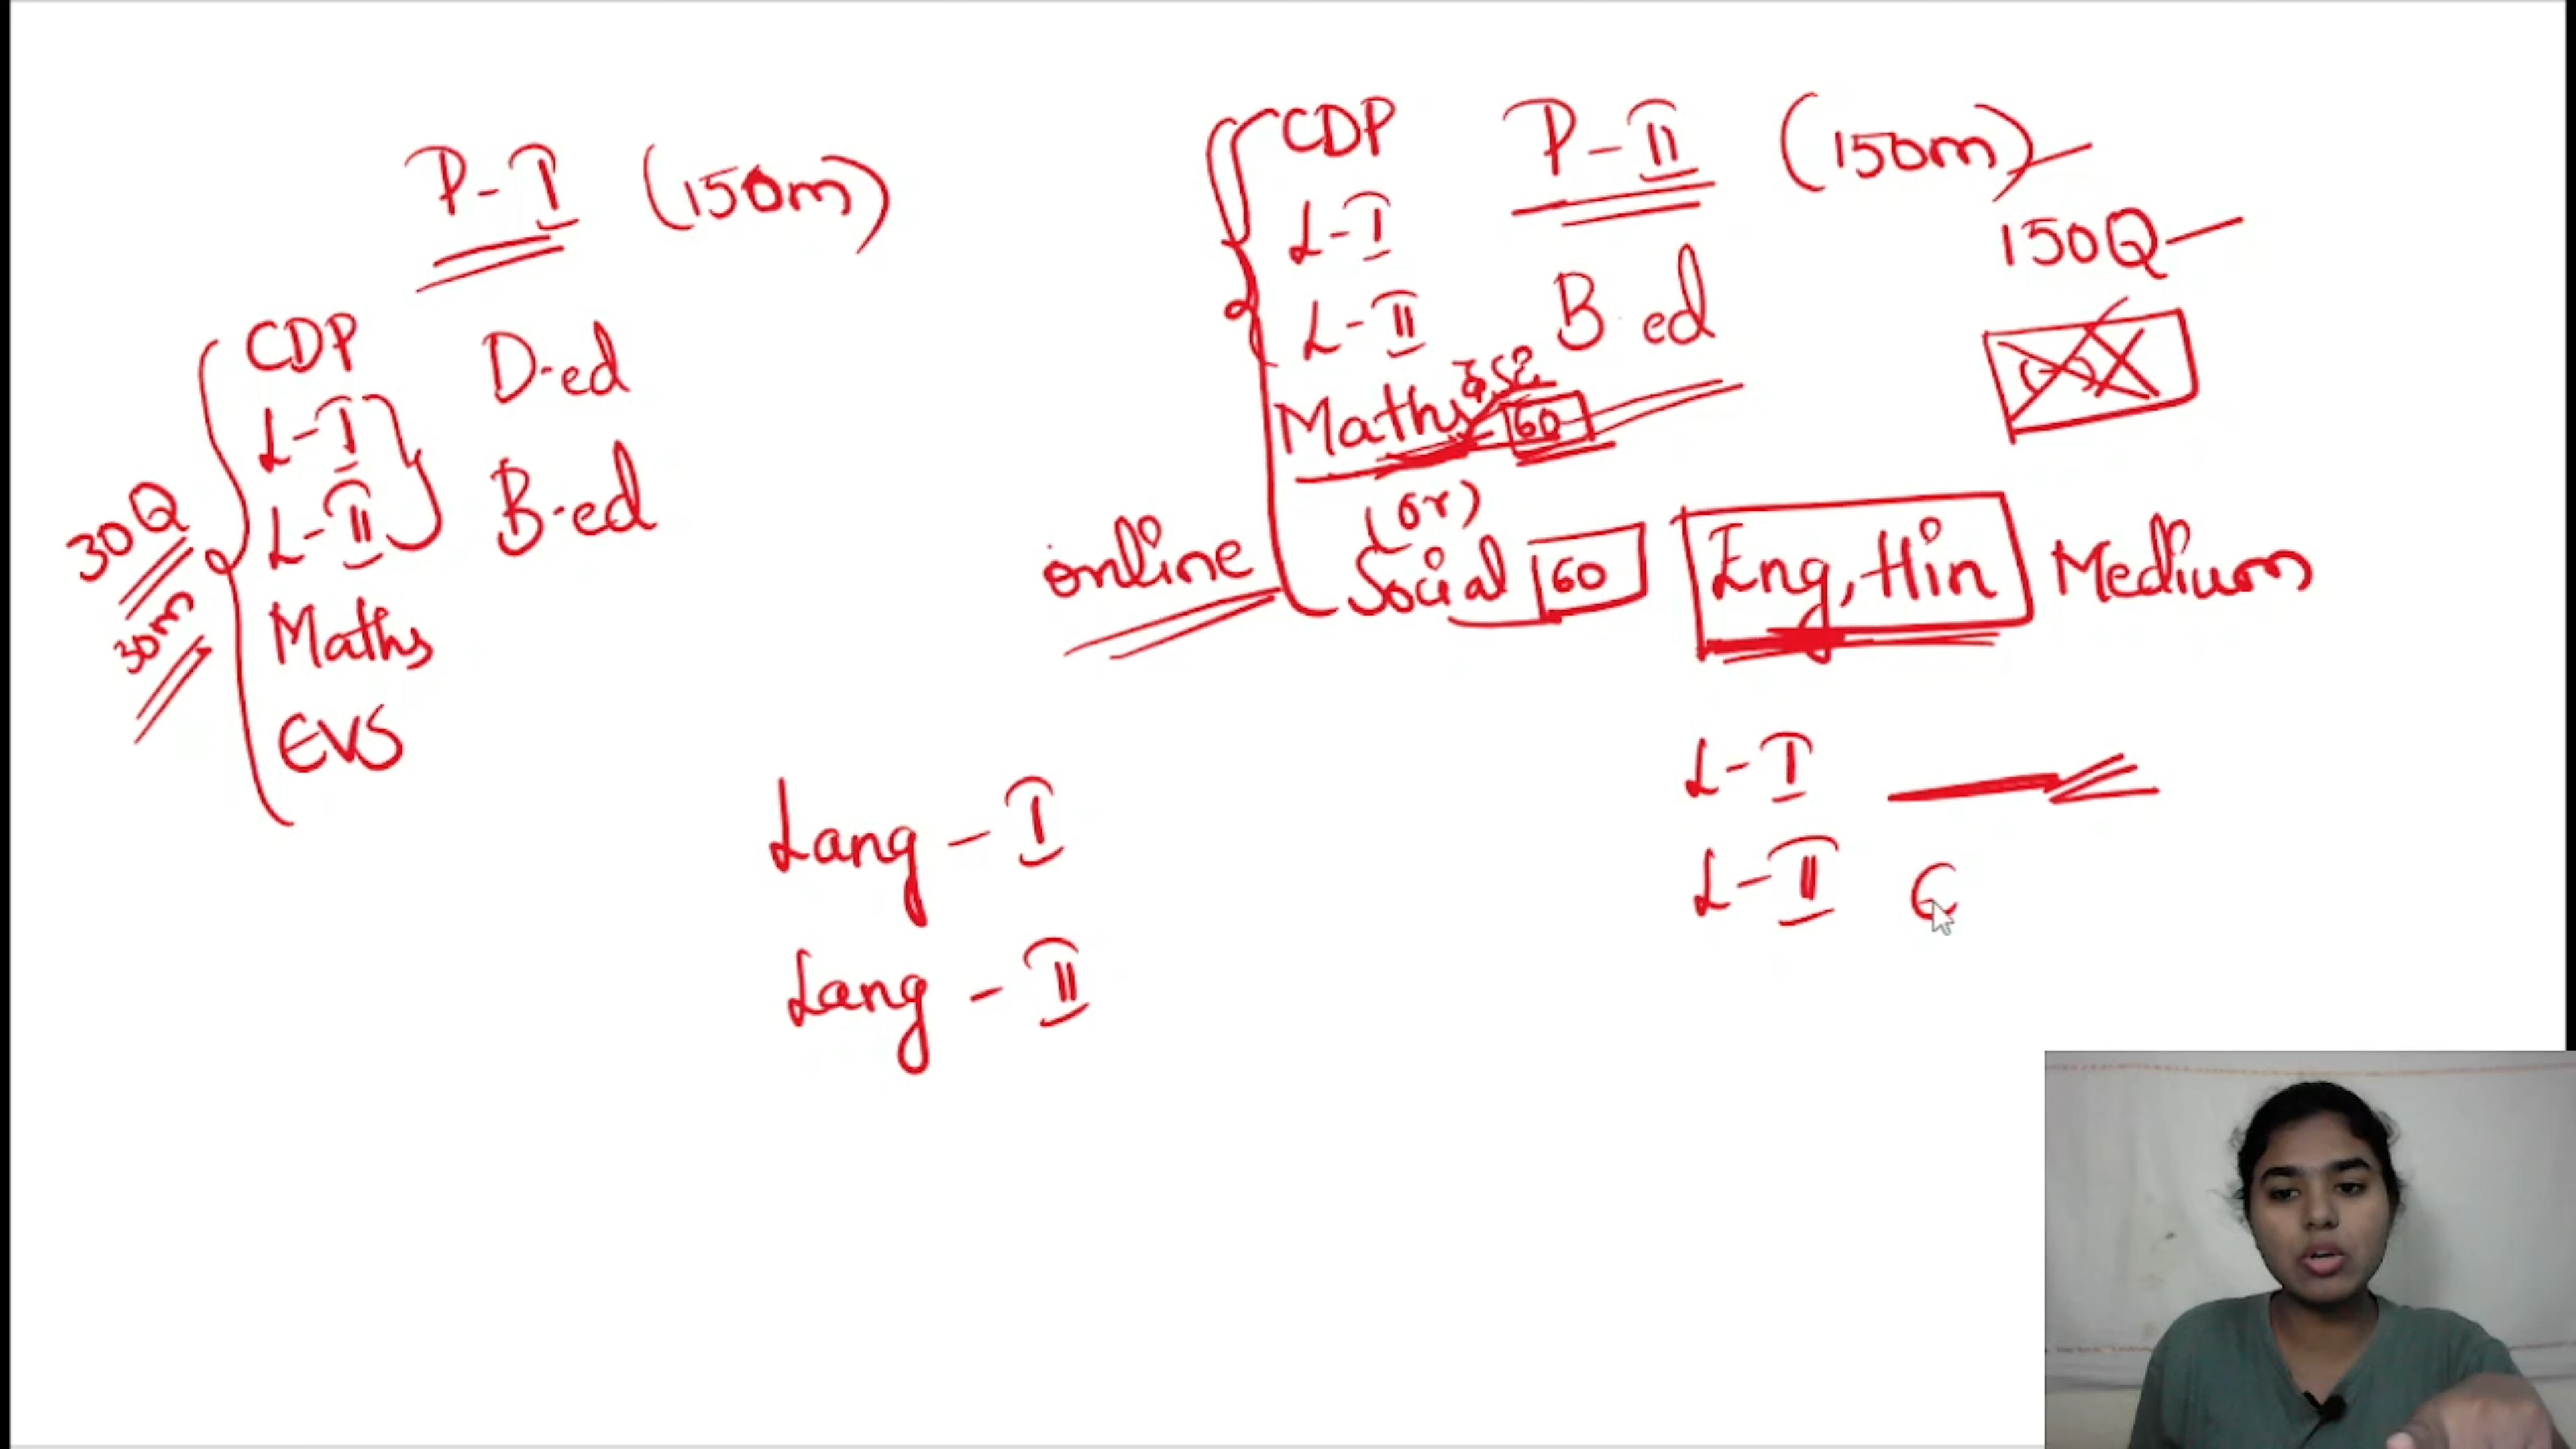 P-I (150m)
CDP D-ed
L-I
L-II B-ed
30Q
30m
Maths
EVS
Lang - I
Lang - II
CDP P-II (150m)
L-I 150Q
L-II B ed
Maths & Sci 60
(or)
Social 60
online
Eng, Hin Medium
L-I
L-II